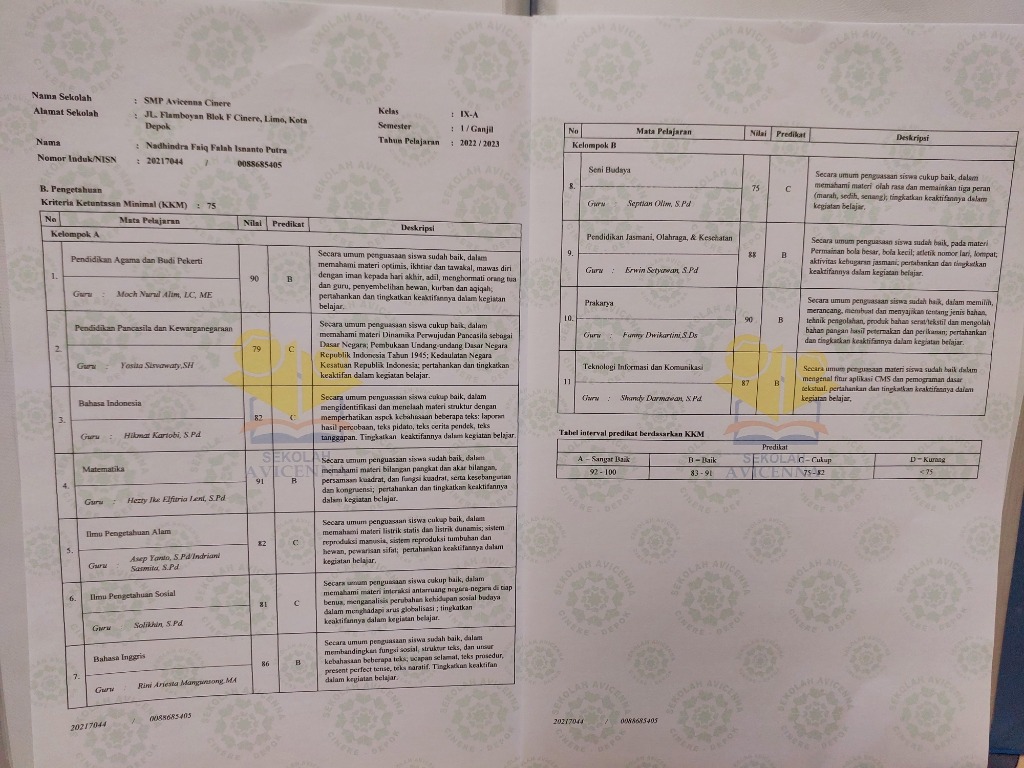 Nama Sekolah : SMP Avicenna Cinere
Alamat Sekolah : JL. Flamboyan Blok F Cinere, Limo, Kota
Depok
Nama : Nadhindra Faiq Falah Isnanto Putra
Nomor Induk/NISN : 20217044 / 0088685405
Kelas : IX-A
Semester : 1 / Ganjil
Tahun Pelajaran : 2022 / 2023
B. Pengetahuan
Kriteria Ketuntasan Minimal (KKM) : 75
No Mata Pelajaran Nilai Predikat Deskripsi
Kelompok A
1. Pendidikan Agama dan Budi Pekerti
Guru : Moch Nurul Alim, LC, ME
90 B
Secara umum penguasaan siswa sudah baik, dalam
memahami materi optimis, ikhtiar dan tawakal, mawas diri
dengan iman kepada hari akhir, adil, menghormati orang tua
dan guru, penyembelihan hewan, kurban dan aqiqah;
pertahankan dan tingkatkan keaktifannya dalam kegiatan
belajar.
2. Pendidikan Pancasila dan Kewarganegaraan
Guru : Yosita Sisvawaty,SH
79 C
Secara umum penguasaan siswa cukup baik, dalam
memahami materi Dinamika Perwujudan Pancasila sebagai
Dasar Negara; Pembukaan Undang-undang Dasar Negara
Republik Indonesia Tahun 1945; Kedaulatan Negara
Kesatuan Republik Indonesia; pertahankan dan tingkatkan
keaktifan dalam kegiatan belajar.
3. Bahasa Indonesia
Guru : Hikmat Kartobi, S.Pd
82 C
Secara umum penguasaan siswa cukup baik, dalam
mengidentifikasi dan menelaah materi struktur dengan
memperhatikan aspek kebahasaan beberapa teks: laporan
hasil percobaan, teks pidato, teks cerita pendek, teks
tanggapan. Tingkatkan keaktifannya dalam kegiatan belajar.
4. Matematika
Guru : Hezty Ike Elfitria Leni, S.Pd
91 B
Secara umum penguasaan siswa sudah baik, dalam
memahami materi bilangan pangkat dan akar bilangan,
persamaan kuadrat, dan fungsi kuadrat, serta kesebangunan
dan kongruensi; pertahankan dan tingkatkan keaktifannya
dalam kegiatan belajar.
5. Ilmu Pengetahuan Alam
Guru : Asep Yanto, S.Pd/Indriani
Sasmita, S.Pd
82 C
Secara umum penguasaan siswa cukup baik, dalam
memahami materi listrik statis dan listrik dunamis; sistem
reproduksi manusia, sistem reproduksi tumbuhan dan
hewan, pewarisan sifat; pertahankan keaktifannya dalam
kegiatan belajar.
6. Ilmu Pengetahuan Sosial
Guru Solikhin, S.Pd
81 C
Secara umum penguasaan siswa cukup baik, dalam
memahami materi interaksi antarruang negara-negara di tiap
benua, menganalisis perubahan kehidupan sosial budaya
dalam menghadapi arus globalisasi ; tingkatkan
keaktifannya dalam kegiatan belajar.
7. Bahasa Inggris
Guru Rini Ariesta Mangunsong,MA
86 B
Secara umum penguasaan siswa sudah baik, dalam
membandingkan fungsi sosial, struktur teks, dan unsur
kebahasaan beberapa teks; ucapan selamat, teks prosedur,
present perfect tense, teks naratif. Tingkatkan keaktifan
dalam kegiatan belajar.
20217044 / 0088685405
No Mata Pelajaran Nilai Predikat Deskripsi
Kelompok B
8. Seni Budaya
Guru Septian Olim, S.Pd
75 C
Secara umum penguasaan siswa cukup baik, dalam
memahami materi olah rasa dan memainkan tiga peran
(marah, sedih, senang); tingkatkan keaktifannya dalam
kegiatan belajar.
9. Pendidikan Jasmani, Olahraga, & Kesehatan
Guru : Erwin Setyawan, S.Pd
88 B
Secara umum penguasaan siswa sudah baik, pada materi
Permainan bola besar, bola kecil; atletik nomor lari, lompat;
aktivitas kebugaran jasmani; pertahankan dan tingkatkan
keaktifannya dalam kegiatan belajar.
10. Prakarya
Guru : Fanny Dwikartini,S.Ds
90 B
Secara umum penguasaan siswa sudah baik, dalam memilih,
merancang, membuat dan menyajikan tentang jenis bahan,
tehnik pengolahan, produk bahan serat/tekstil dan mengolah
bahan pangan hasil peternakan dan perikanan; pertahankan
dan tingkatkan keaktifannya dalam kegiatan belajar.
11 Teknologi Informasi dan Komunikasi
Guru : Shandy Darmawan, S.Pd
87 B
Secara umum penguasaan materi siswa sudah baik dalam
mengenal fitur aplikasi CMS dan pemograman dasar
tekstual, pertahankan dan tingkatkan keaktifannya dalam
kegiatan belajar.
Tabel interval predikat berdasarkan KKM
Predikat
A – Sangat Baik B – Baik C – Cukup D – Kurang
92 - 100 83 - 91 75 - 82 <75
SEKOLAH
AVICENNA
SEKOLAH
AVICENNA
20217044 / 0088685405